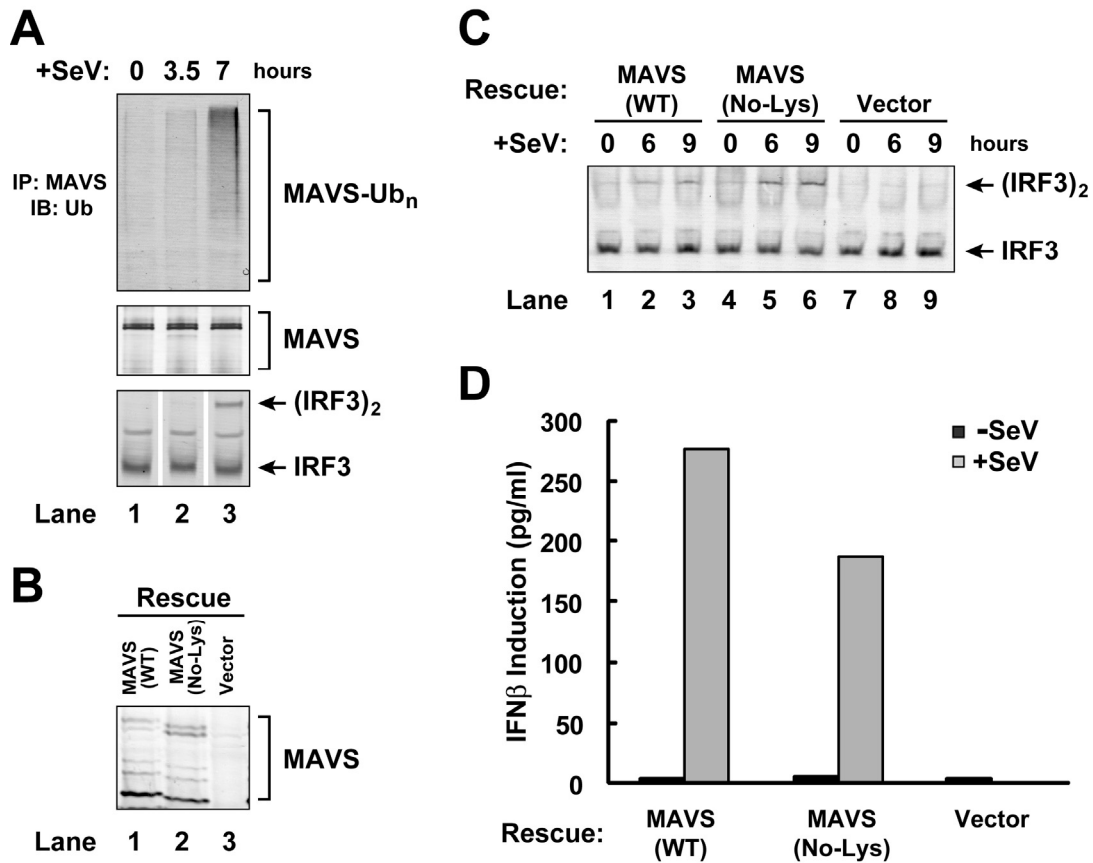 A
+SeV: 0 3.5 7 hours
IP: MAVS
IB: Ub
MAVS-Ubn
MAVS
(IRF3)2
IRF3
Lane 1 2 3
B
Rescue
MAVS (WT)
MAVS (No-Lys)
Vector
MAVS
Lane 1 2 3
C
Rescue: MAVS (WT) MAVS (No-Lys) Vector
+SeV: 0 6 9 0 6 9 0 6 9 hours
(IRF3)2
IRF3
Lane 1 2 3 4 5 6 7 8 9
D
-SeV
+SeV
IFNβ Induction (pg/ml)
300
250
200
150
100
50
0
Rescue: MAVS (WT) MAVS (No-Lys) Vector